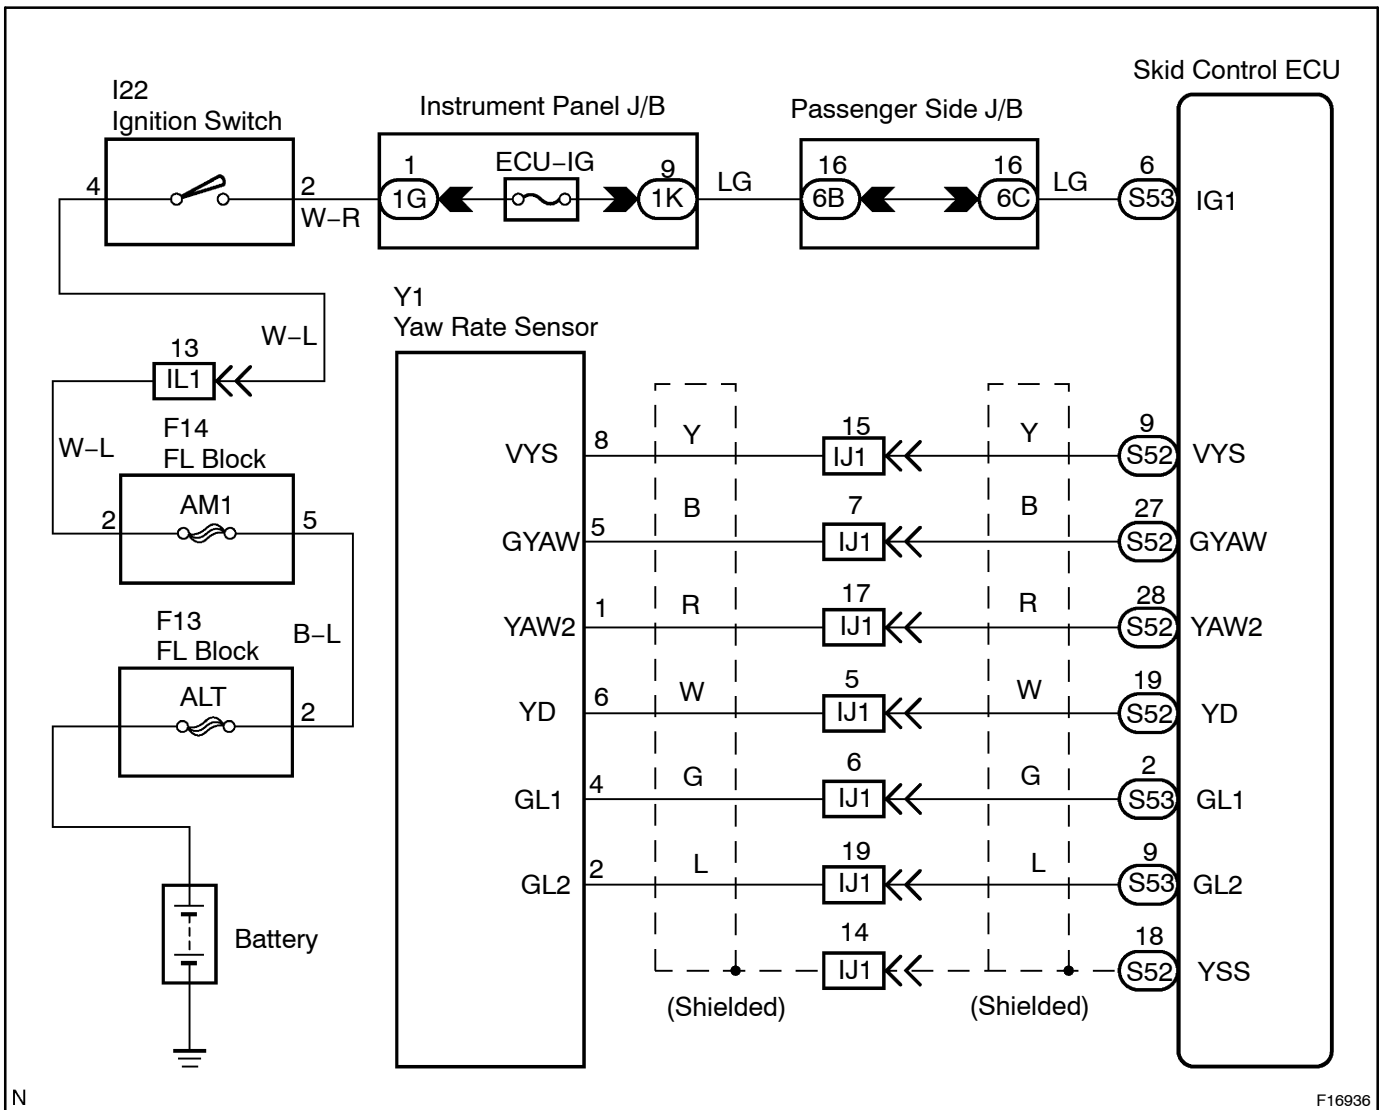 Skid Control ECU
I22
Ignition Switch
Instrument Panel J/B
Passenger Side J/B
4
2
W–R
1
1G
ECU–IG
9
1K
LG
16
6B
16
6C
LG
6
S53
IG1
Y1
Yaw Rate Sensor
W–L
13
IL1
W–L
F14
FL Block
AM1
2
5
F13
FL Block
ALT
B–L
2
Battery
VYS
8
Y
15
IJ1
Y
9
S52
VYS
GYAW
5
B
7
IJ1
B
27
S52
GYAW
YAW2
1
R
17
IJ1
R
28
S52
YAW2
YD
6
W
5
IJ1
W
19
S52
YD
GL1
4
G
6
IJ1
G
2
S53
GL1
GL2
2
L
19
IJ1
L
9
S53
GL2
14
IJ1
18
S52
YSS
(Shielded)
(Shielded)
N
F16936